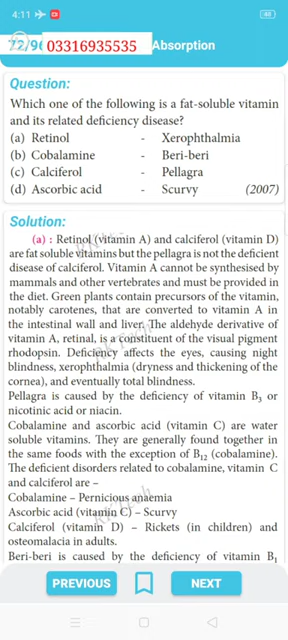 4:11
72/96
03316935535
Absorption
Question:
Which one of the following is a fat-soluble vitamin
and its related deficiency disease?
(a) Retinol - Xerophthalmia
(b) Cobalamine - Beri-beri
(c) Calciferol - Pellagra
(d) Ascorbic acid - Scurvy (2007)
Solution:
(a) : Retinol (vitamin A) and calciferol (vitamin D)
are fat soluble vitamins but the pellagra is not the deficient
disease of calciferol. Vitamin A cannot be synthesised by
mammals and other vertebrates and must be provided in
the diet. Green plants contain precursors of the vitamin,
notably carotenes, that are converted to vitamin A in
the intestinal wall and liver. The aldehyde derivative of
vitamin A, retinal, is a constituent of the visual pigment
rhodopsin. Deficiency affects the eyes, causing night
blindness, xerophthalmia (dryness and thickening of the
cornea), and eventually total blindness.
Pellagra is caused by the deficiency of vitamin B3 or
nicotinic acid or niacin.
Cobalamine and ascorbic acid (vitamin C) are water
soluble vitamins. They are generally found together in
the same foods with the exception of B12 (cobalamine).
The deficient disorders related to cobalamine, vitamin C
and calciferol are –
Cobalamine – Pernicious anaemia
Ascorbic acid (vitamin C) – Scurvy
Calciferol (vitamin D) – Rickets (in children) and
osteomalacia in adults.
Beri-beri is caused by the deficiency of vitamin B1
PREVIOUS
NEXT